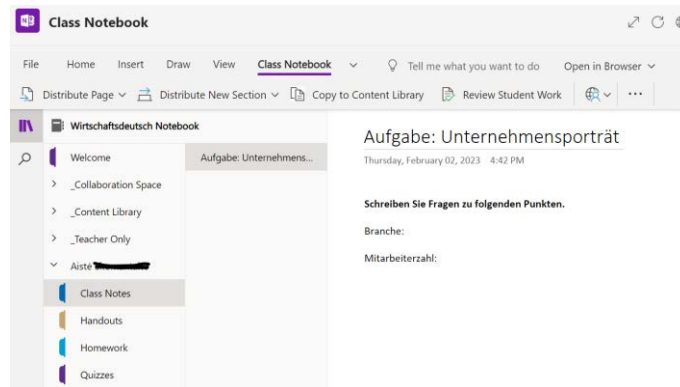 Class Notebook
File Home Insert Draw View Class Notebook Tell me what you want to do Open in Browser
Distribute Page Distribute New Section Copy to Content Library Review Student Work ...
Wirtschaftsdeutsch Notebook
Welcome
_Collaboration Space
_Content Library
_Teacher Only
Aistė
Class Notes
Handouts
Homework
Quizzes
Aufgabe: Unternehmens...
Aufgabe: Unternehmensporträt
Thursday, February 02, 2023 4:42 PM
Schreiben Sie Fragen zu folgenden Punkten.
Branche:
Mitarbeiterzahl: